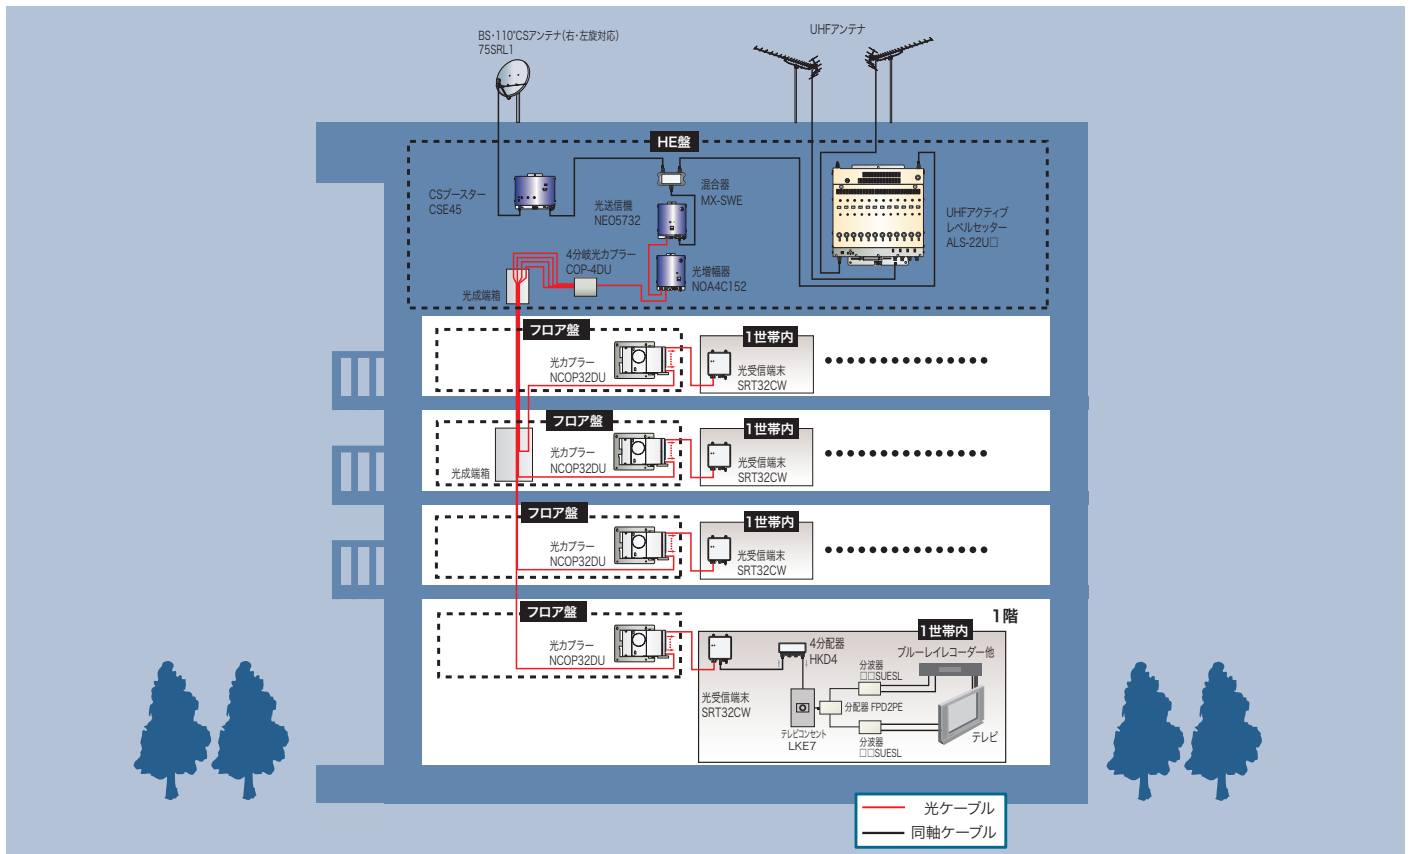 BS・110°CSアンテナ(右・左旋対応)
75SRL1
UHFアンテナ
HE盤
CSブースター
CSE45
光送信機
NEO5732
混合器
MX-SWE
UHFアクティブ
レベルセッター
ALS-22U□
4分岐光カプラー
COP-4DU
光増幅器
NOA4C152
光成端箱
フロア盤
光カプラー
NCOP32DU
1世帯内
光受信端末
SRT32CW
フロア盤
光カプラー
NCOP32DU
光成端箱
1世帯内
光受信端末
SRT32CW
フロア盤
光カプラー
NCOP32DU
1世帯内
光受信端末
SRT32CW
フロア盤
光カプラー
NCOP32DU
1階
1世帯内
光受信端末
SRT32CW
4分配器
HKD4
ブルーレイレコーダー他
分波器
□□SUESL
分配器 FPD2PE
テレビコンセント
LKE7
分波器
□□SUESL
テレビ
光ケーブル
同軸ケーブル